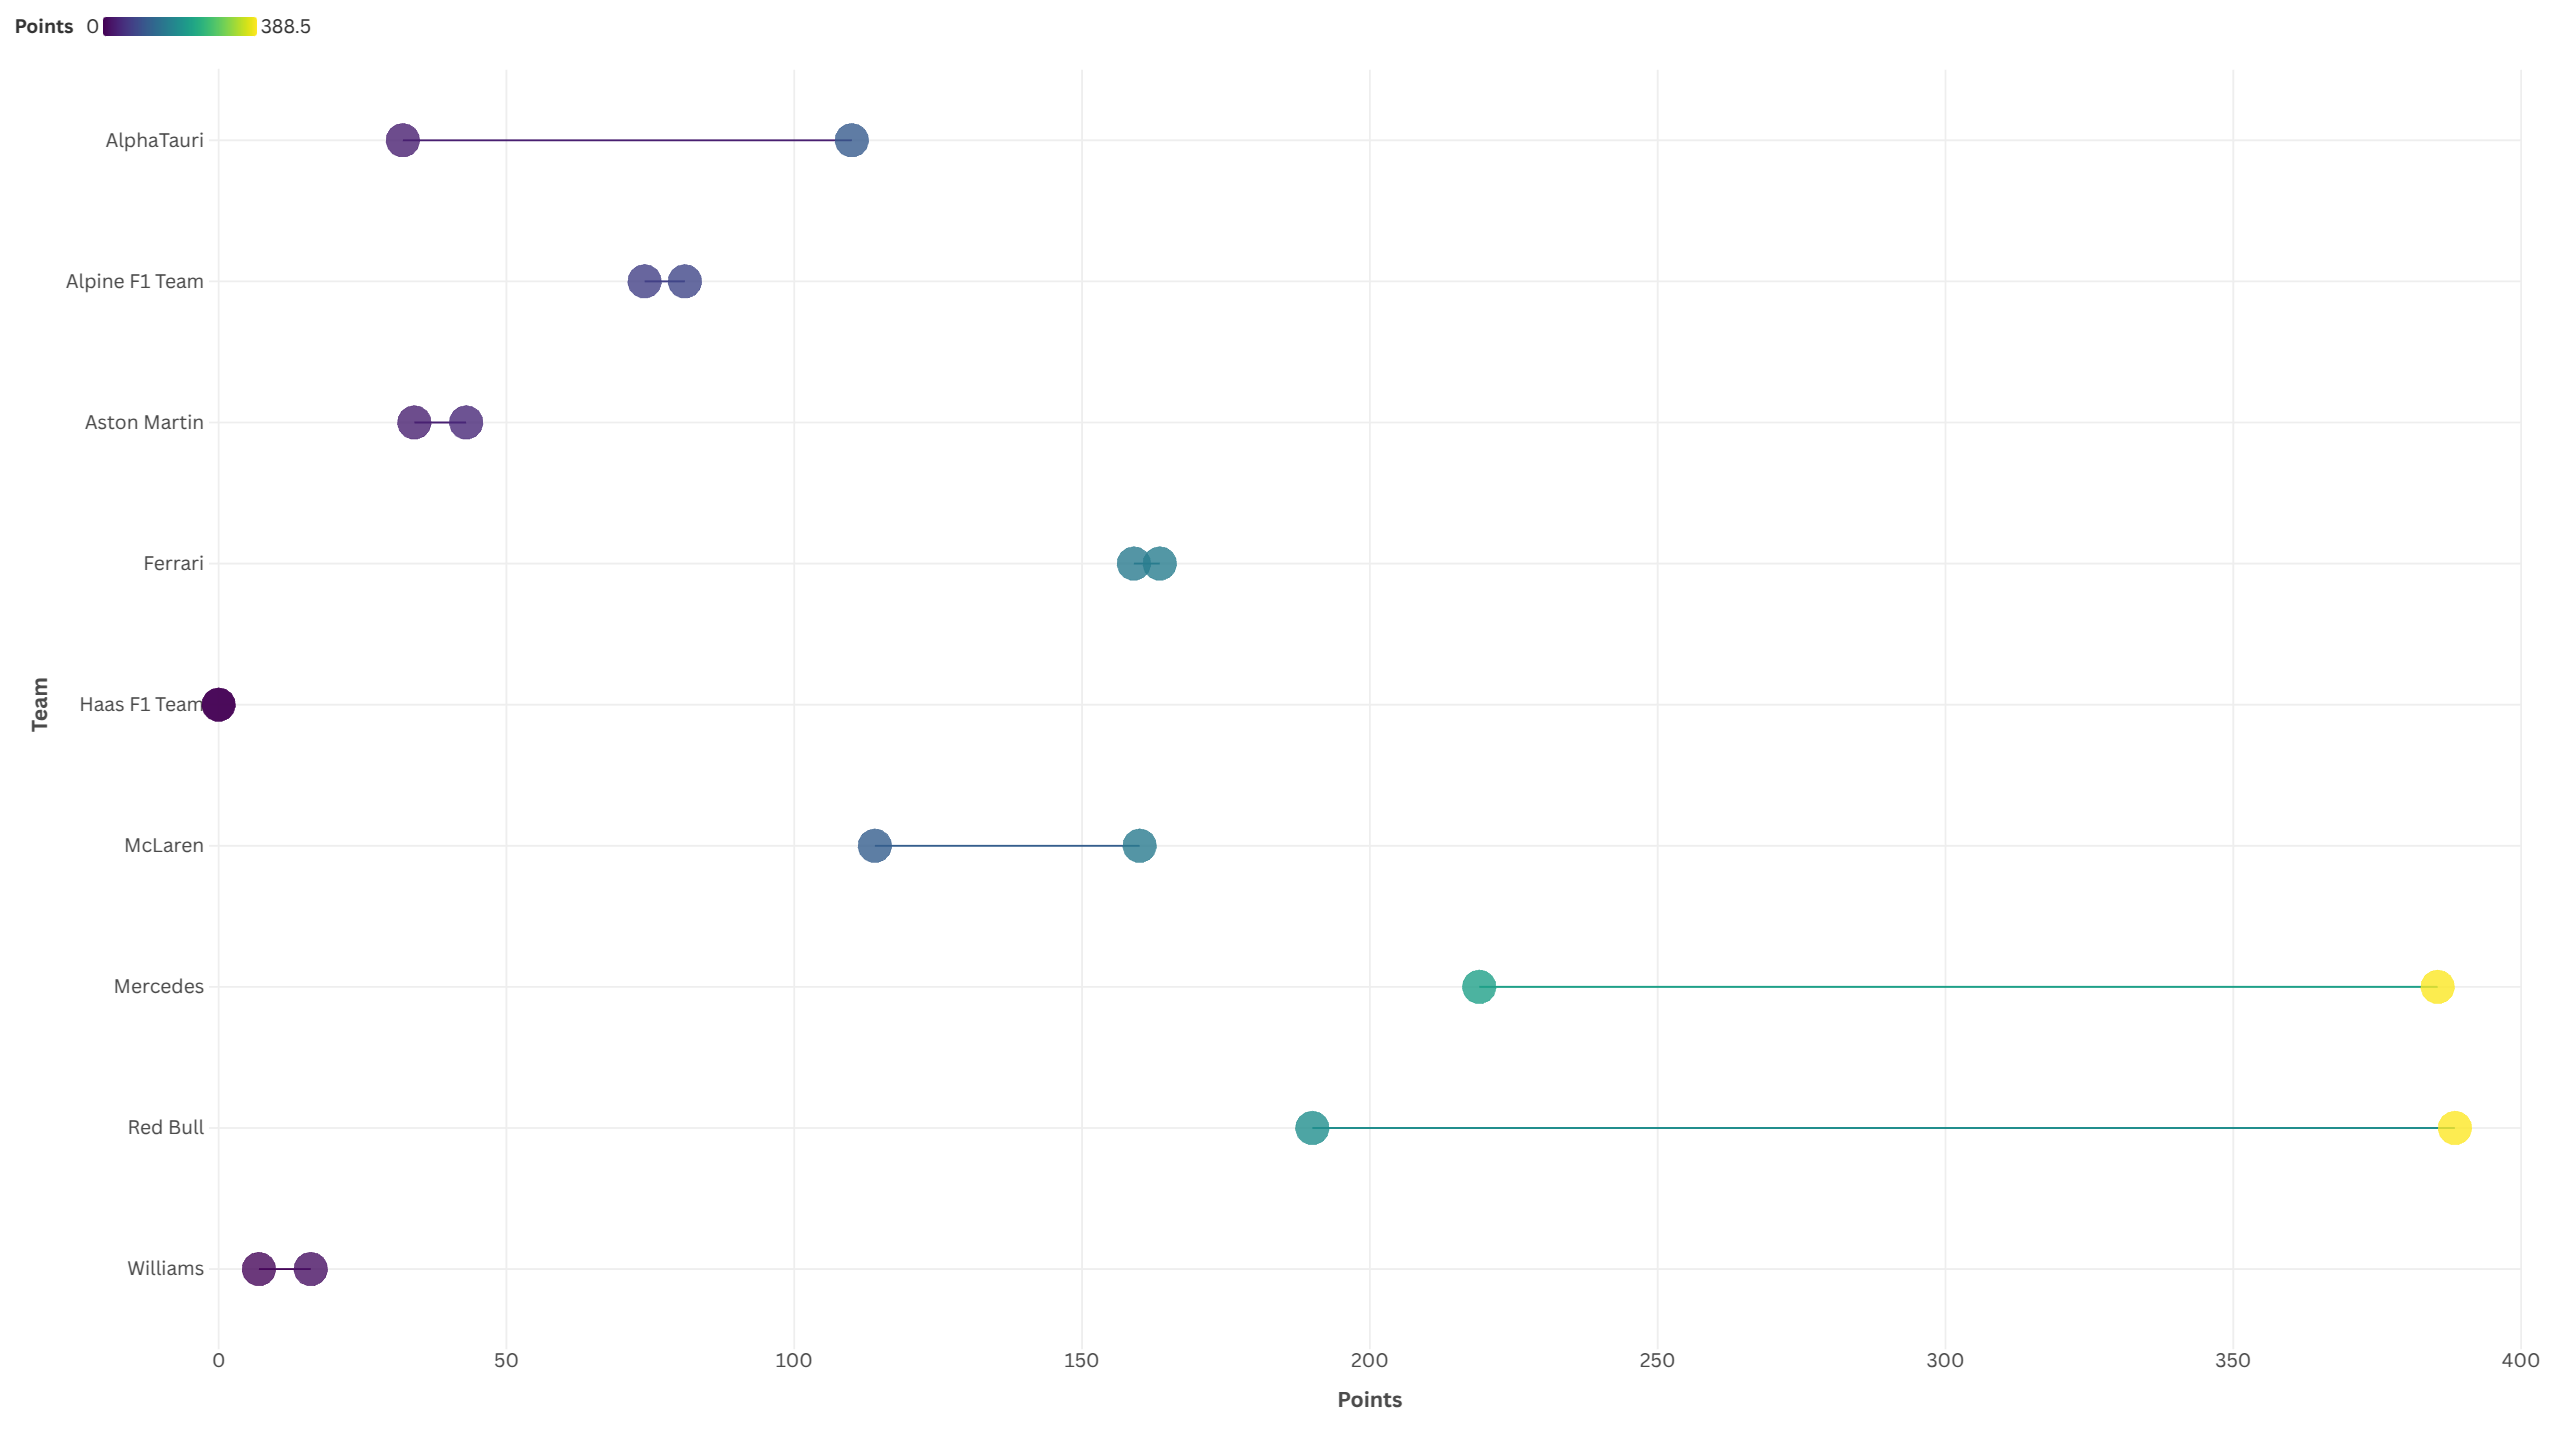 Points 0 388.5
AlphaTauri
Alpine F1 Team
Aston Martin
Ferrari
Haas F1 Team
McLaren
Mercedes
Red Bull
Williams
Team
0 50 100 150 200 250 300 350 400
Points